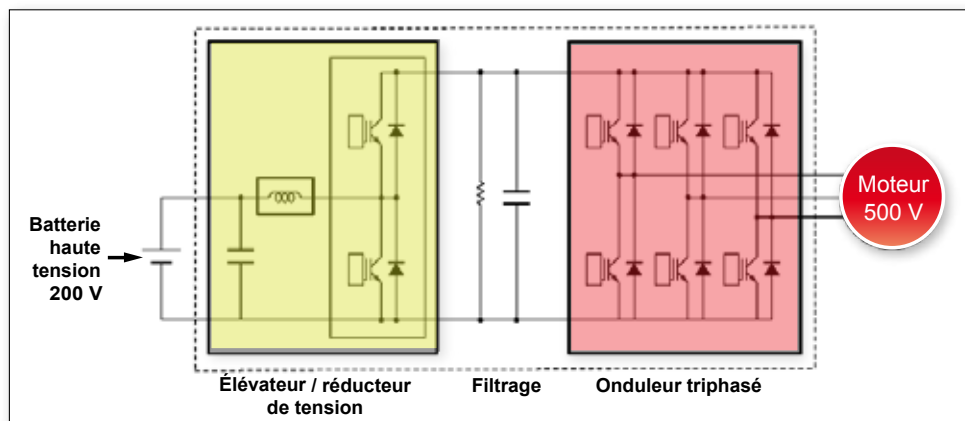 Batterie
haute
tension
200 V
Moteur
500 V
Élévateur / réducteur
de tension
Filtrage
Onduleur triphasé